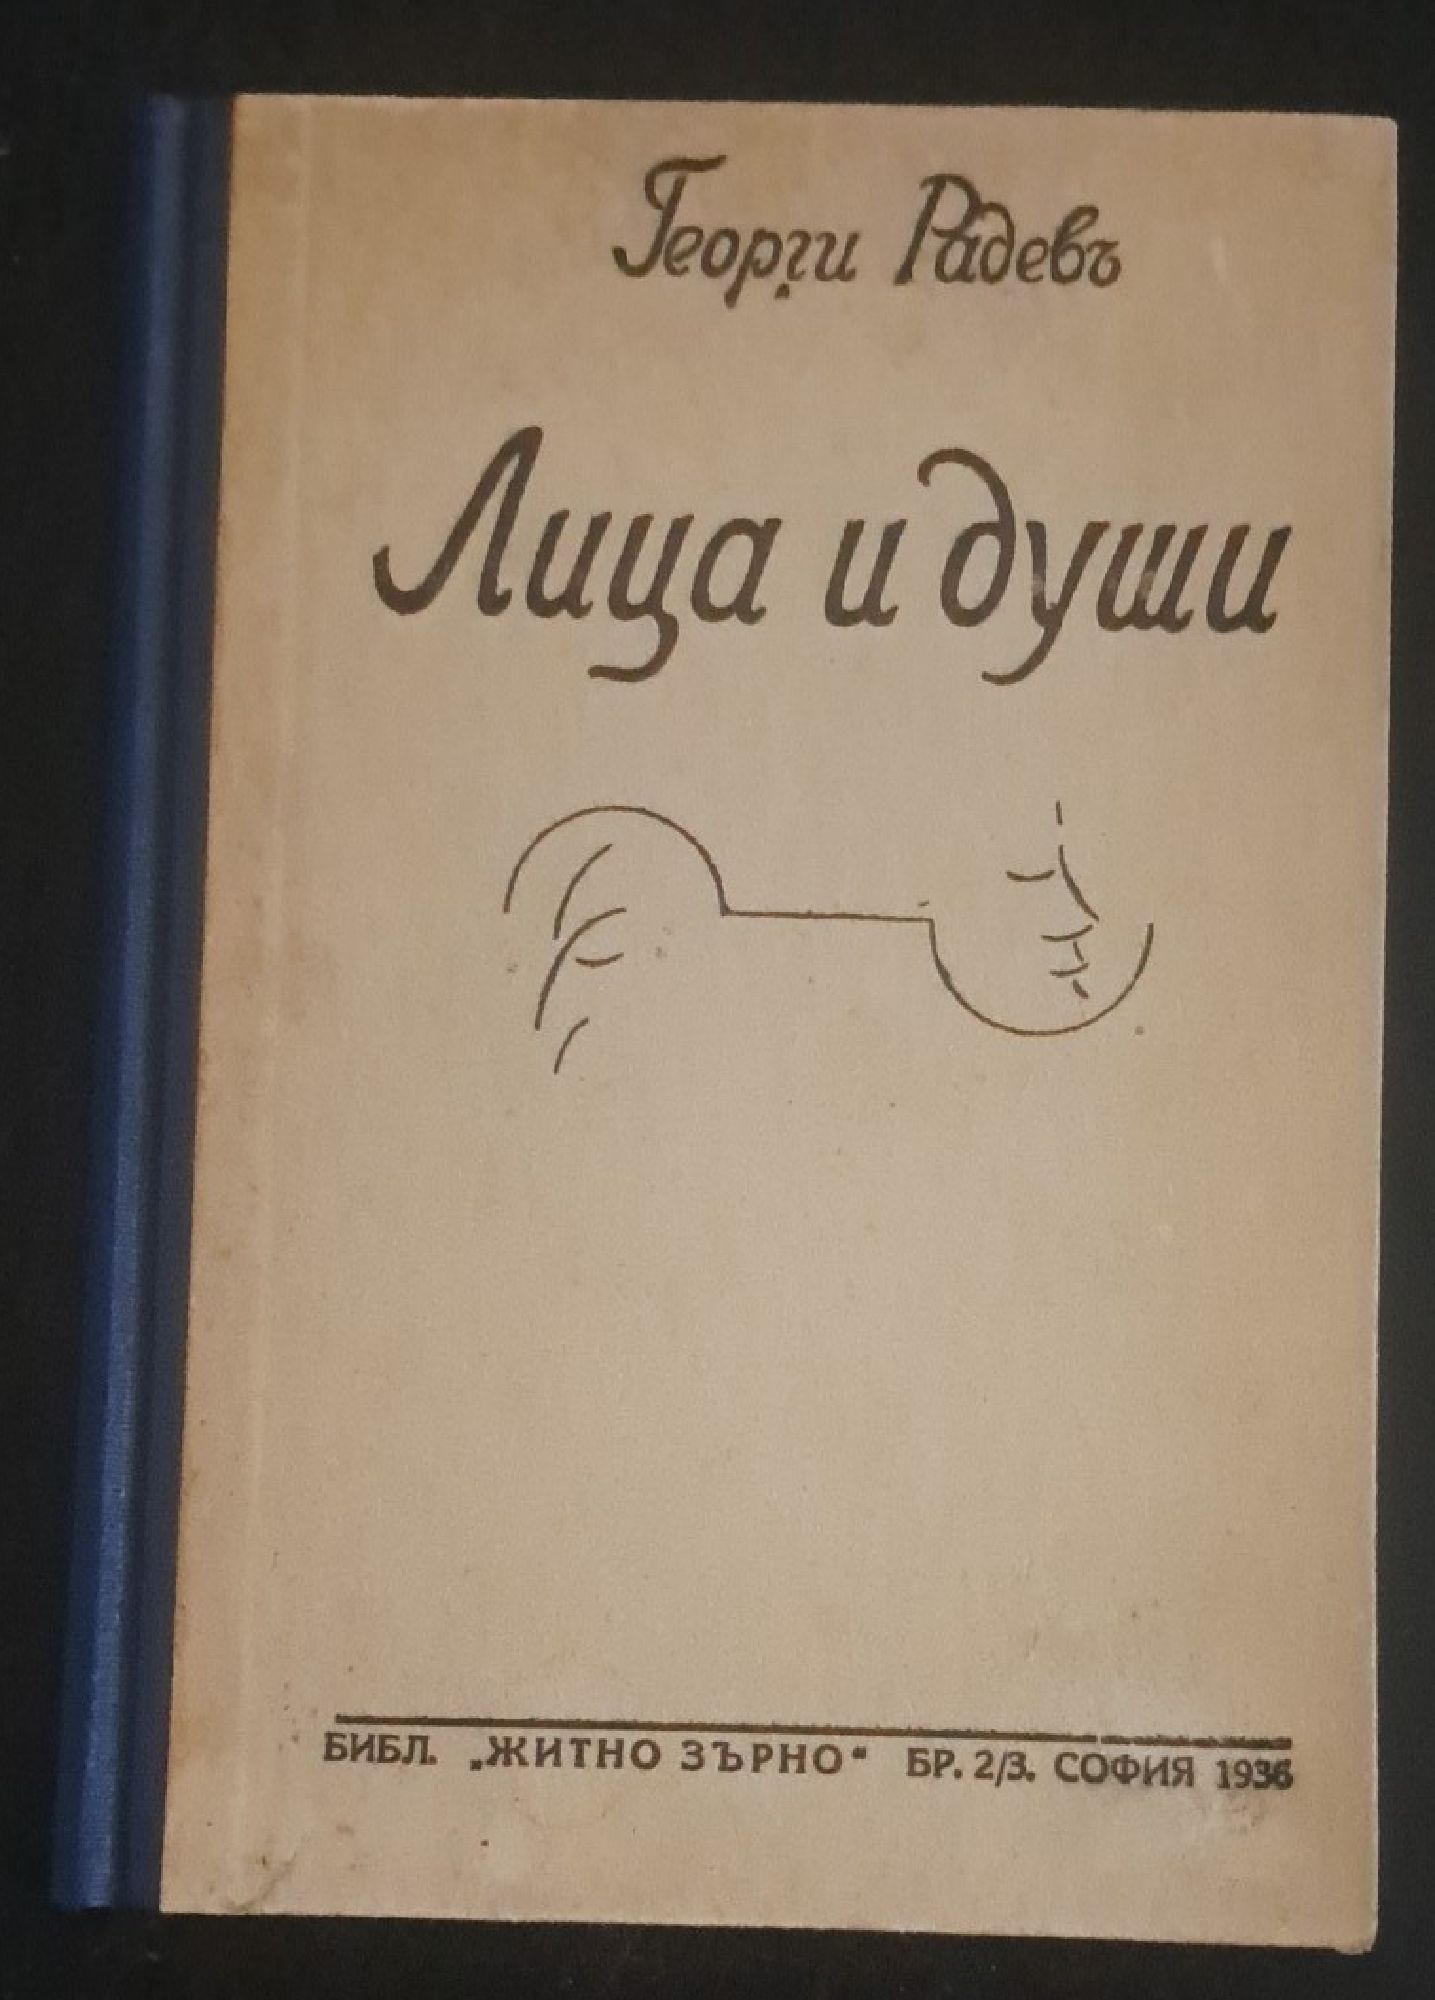 Георги Радевъ
Лица и души
БИБЛ. „ЖИТНО ЗЪРНО“ БР. 2/3. СОФИЯ 1936